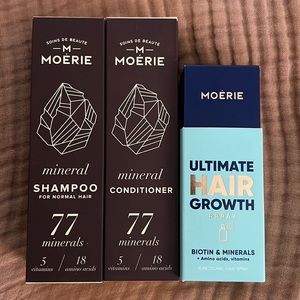 SOINS DE BEAUTÉ
M
MOÉRIE
mineral
SHAMPOO
FOR NORMAL HAIR
77
minerals
5
vitamins
18
amino acids
SOINS DE BEAUTÉ
M
MOÉRIE
mineral
CONDITIONER
77
minerals
5
vitamins
18
amino acids
MOÉRIE
ULTIMATE
HAIR
GROWTH
SPRAY
BIOTIN & MINERALS
+ Amino acids, vitamins